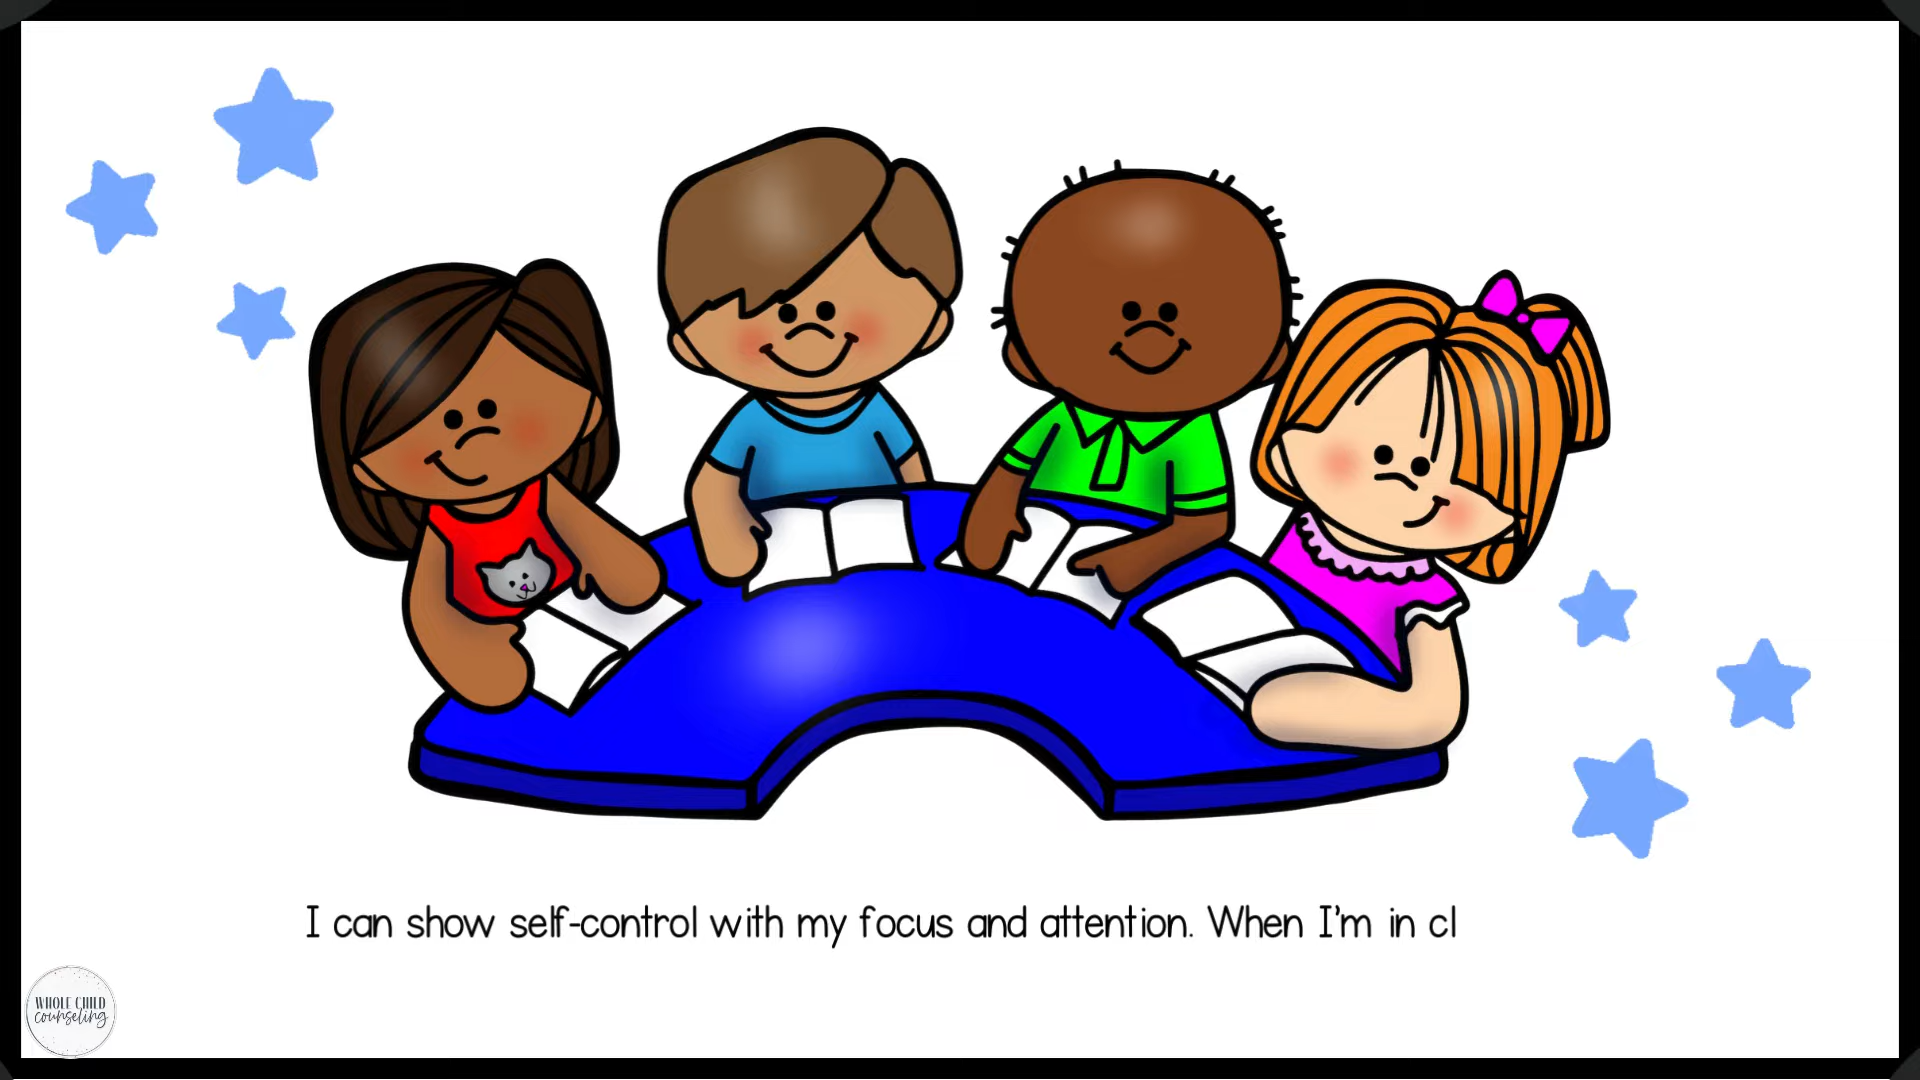 I can show self-control with my focus and attention. When I'm in cl
WHOLE CHILD
counseling